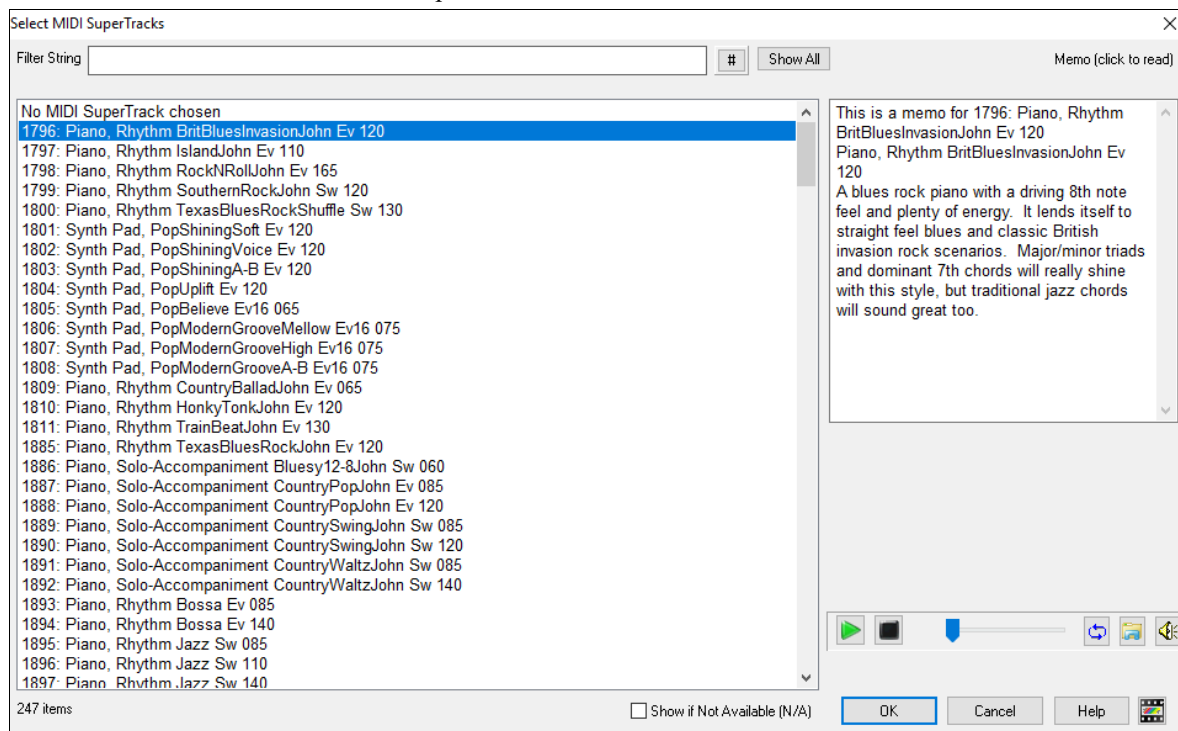 Select MIDI SuperTracks
Filter String
#
Show All
Memo (click to read)
No MIDI SuperTrack chosen
1796: Piano, Rhythm BritBluesInvasionJohn Ev 120
1797: Piano, Rhythm IslandJohn Ev 110
1798: Piano, Rhythm RockNRollJohn Ev 165
1799: Piano, Rhythm SouthernRockJohn Sw 120
1800: Piano, Rhythm TexasBluesRockShuffle Sw 130
1801: Synth Pad, PopShiningSoft Ev 120
1802: Synth Pad, PopShiningVoice Ev 120
1803: Synth Pad, PopShiningA-B Ev 120
1804: Synth Pad, PopUplift Ev 120
1805: Synth Pad, PopBelieve Ev16 065
1806: Synth Pad, PopModernGrooveMellow Ev16 075
1807: Synth Pad, PopModernGrooveHigh Ev16 075
1808: Synth Pad, PopModernGrooveA-B Ev16 075
1809: Piano, Rhythm CountryBalladJohn Ev 065
1810: Piano, Rhythm HonkyTonkJohn Ev 120
1811: Piano, Rhythm TrainBeatJohn Ev 130
1885: Piano, Rhythm TexasBluesRockJohn Ev 120
1886: Piano, Solo-Accompaniment Bluesy12-8John Sw 060
1887: Piano, Solo-Accompaniment CountryPopJohn Ev 085
1888: Piano, Solo-Accompaniment CountryPopJohn Ev 120
1889: Piano, Solo-Accompaniment CountrySwingJohn Sw 085
1890: Piano, Solo-Accompaniment CountrySwingJohn Sw 120
1891: Piano, Solo-Accompaniment CountryWaltzJohn Sw 085
1892: Piano, Solo-Accompaniment CountryWaltzJohn Sw 140
1893: Piano, Rhythm Bossa Ev 085
1894: Piano, Rhythm Bossa Ev 140
1895: Piano, Rhythm Jazz Sw 085
1896: Piano, Rhythm Jazz Sw 110
1897: Piano, Rhythm Jazz Sw 140
This is a memo for 1796: Piano, Rhythm
BritBluesInvasionJohn Ev 120
Piano, Rhythm BritBluesInvasionJohn Ev
120
A blues rock piano with a driving 8th note
feel and plenty of energy. It lends itself to
straight feel blues and classic British
invasion rock scenarios. Major/minor triads
and dominant 7th chords will really shine
with this style, but traditional jazz chords
will sound great too.
247 items
Show if Not Available (N/A)
OK
Cancel
Help